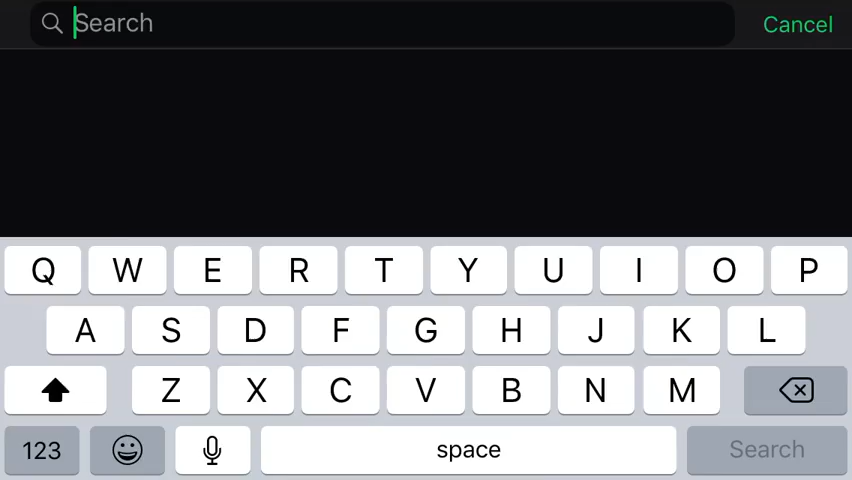 Search
Cancel
Q W E R T Y U I O P
A S D F G H J K L
Z X C V B N M
123 space Search